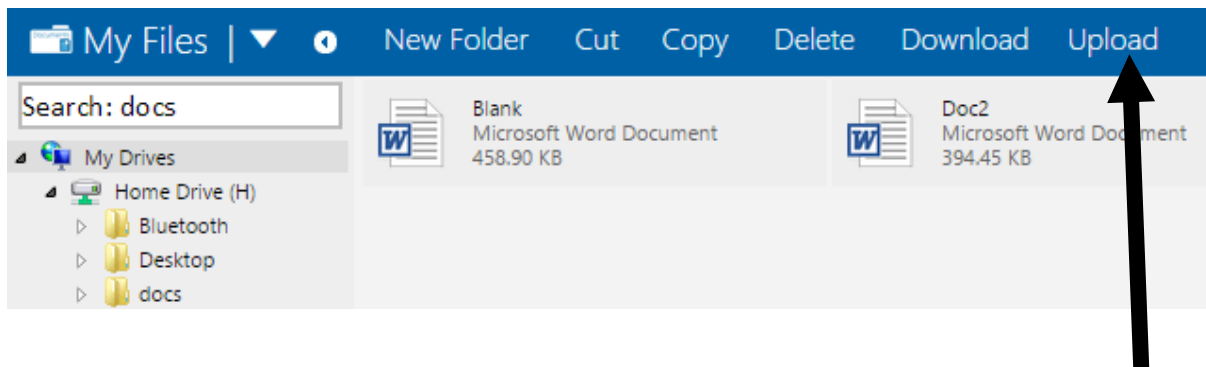 My Files | New Folder Cut Copy Delete Download Upload
Search: docs
My Drives
Home Drive (H)
Bluetooth
Desktop
docs
Blank
Microsoft Word Document
458.90 KB
Doc2
Microsoft Word Document
394.45 KB